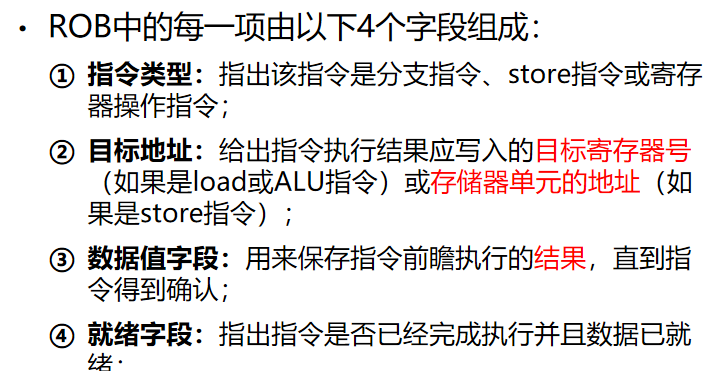 • ROB中的每一项由以下4个字段组成：
① 指令类型：指出该指令是分支指令、store指令或寄存
器操作指令；
② 目标地址：给出指令执行结果应写入的目标寄存器号
（如果是load或ALU指令）或存储器单元的地址（如
果是store指令）；
③ 数据值字段：用来保存指令前瞻执行的结果，直到指
令得到确认；
④ 就绪字段：指出指令是否已经完成执行并且数据已就
绪；